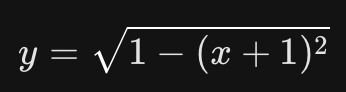 y = √(1 − (x + 1)²)